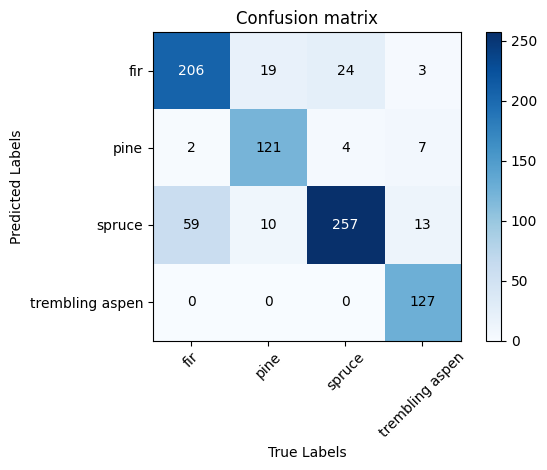 Confusion matrix
Predicted Labels
fir 206 19 24 3
pine 2 121 4 7
spruce 59 10 257 13
trembling aspen 0 0 0 127
fir pine spruce trembling aspen
True Labels
250
200
150
100
50
0